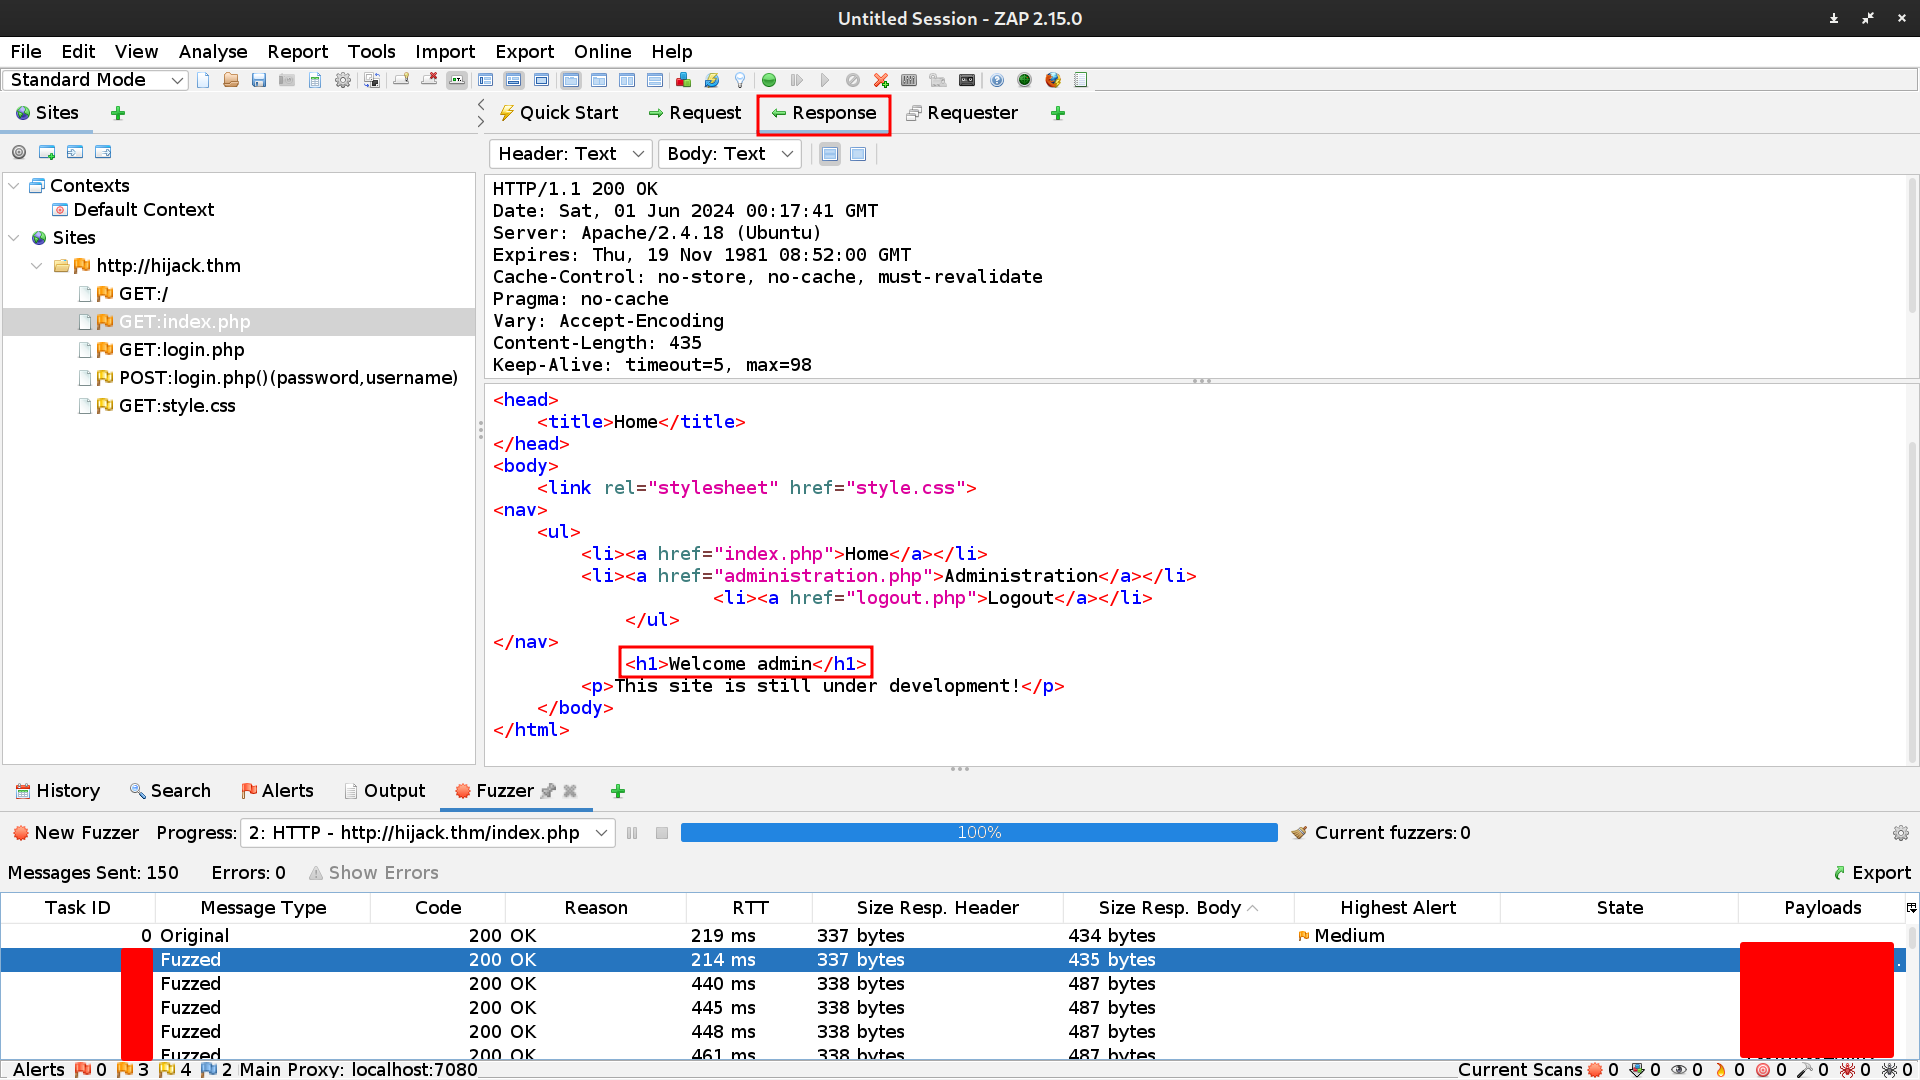 Untitled Session - ZAP 2.15.0
File Edit View Analyse Report Tools Import Export Online Help
Standard Mode
Sites
Quick Start Request Response Requester
Header: Text Body: Text
Contexts
Default Context
Sites
http://hijack.thm
GET:/
GET:index.php
GET:login.php
POST:login.php()(password,username)
GET:style.css
HTTP/1.1 200 OK
Date: Sat, 01 Jun 2024 00:17:41 GMT
Server: Apache/2.4.18 (Ubuntu)
Expires: Thu, 19 Nov 1981 08:52:00 GMT
Cache-Control: no-store, no-cache, must-revalidate
Pragma: no-cache
Vary: Accept-Encoding
Content-Length: 435
Keep-Alive: timeout=5, max=98
<head>
<title>Home</title>
</head>
<body>
<link rel="stylesheet" href="style.css">
<nav>
<ul>
<li><a href="index.php">Home</a></li>
<li><a href="administration.php">Administration</a></li>
<li><a href="logout.php">Logout</a></li>
</ul>
</nav>
<h1>Welcome admin</h1>
<p>This site is still under development!</p>
</body>
</html>
History Search Alerts Output Fuzzer
New Fuzzer Progress: 2: HTTP - http://hijack.thm/index.php 100% Current fuzzers: 0
Messages Sent: 150 Errors: 0 Show Errors Export
Task ID Message Type Code Reason RTT Size Resp. Header Size Resp. Body Highest Alert State Payloads
0 Original 200 OK 219 ms 337 bytes 434 bytes Medium
Fuzzed 200 OK 214 ms 337 bytes 435 bytes
Fuzzed 200 OK 440 ms 338 bytes 487 bytes
Fuzzed 200 OK 445 ms 338 bytes 487 bytes
Fuzzed 200 OK 448 ms 338 bytes 487 bytes
Fuzzed 200 OK 461 ms 338 bytes 487 bytes
Alerts 0 3 4 2 Main Proxy: localhost:7080 Current Scans 0 0 0 0 0 0 0 0